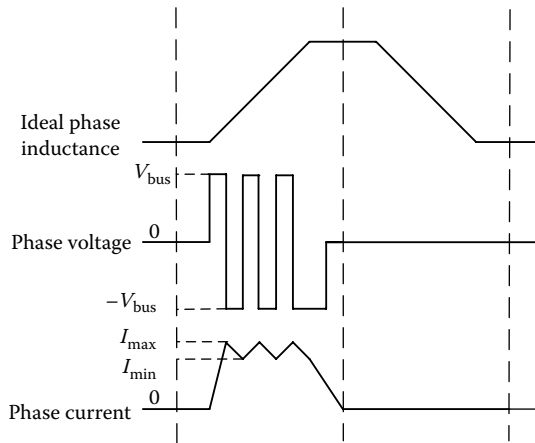 Ideal phase
inductance
V_bus
0
Phase voltage
−V_bus
I_max
I_min
0
Phase current